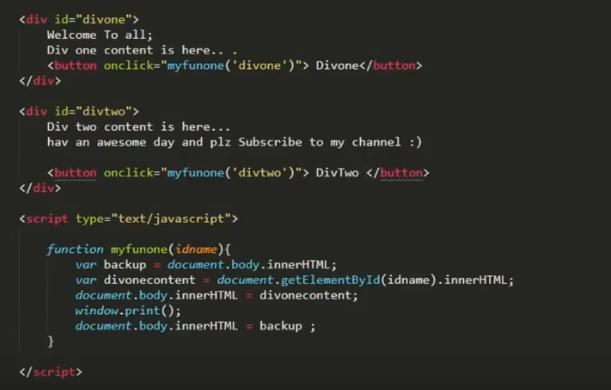 <div id="divone">
Welcome To all;
Div one content is here.. .
<button onclick="myfunone('divone')"> Divone</button>
</div>
<div id="divtwo">
Div two content is here...
hav an awesome day and plz Subscribe to my channel :)
<button onclick="myfunone('divtwo')"> DivTwo </button>
</div>
<script type="text/javascript">
function myfunone(idname){
var backup = document.body.innerHTML;
var divonecontent = document.getElementById(idname).innerHTML;
document.body.innerHTML = divonecontent;
window.print();
document.body.innerHTML = backup ;
}
</script>